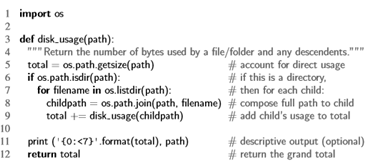 1 import os
2
3 def disk_usage(path):
4 """Return the number of bytes used by a file/folder and any descendents."""
5 total = os.path.getsize(path) # account for direct usage
6 if os.path.isdir(path): # if this is a directory,
7 for filename in os.listdir(path): # then for each child:
8 childpath = os.path.join(path, filename) # compose full path to child
9 total += disk_usage(childpath) # add child's usage to total
10
11 print ('{0:<7}'.format(total), path) # descriptive output (optional)
12 return total # return the grand total